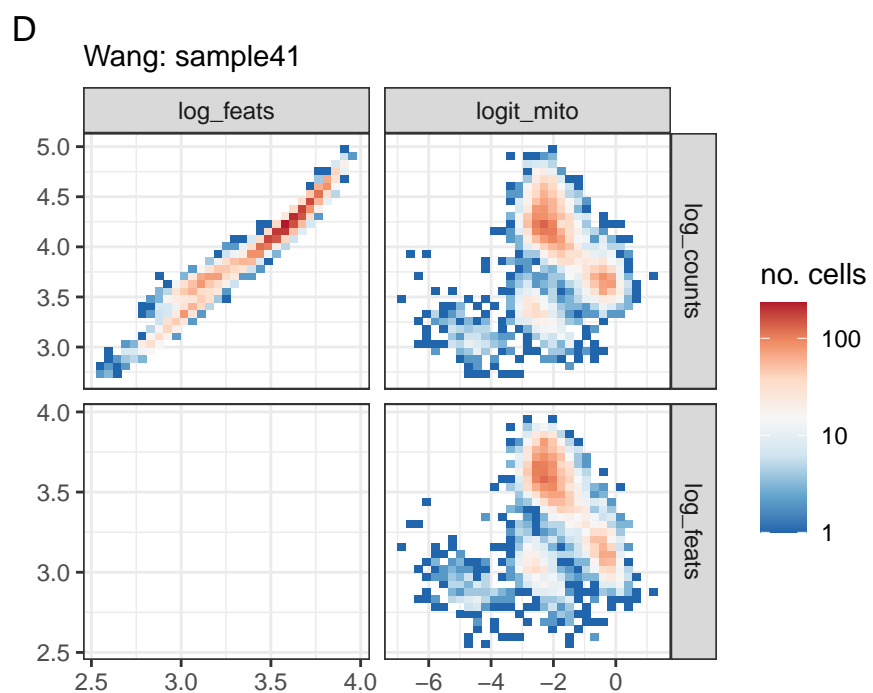 D
Wang: sample41
log_feats
logit_mito
5.0
4.5
4.0
3.5
3.0
log_counts
no. cells
100
10
1
4.0
3.5
3.0
2.5
log_feats
2.5 3.0 3.5 4.0
−6 −4 −2 0